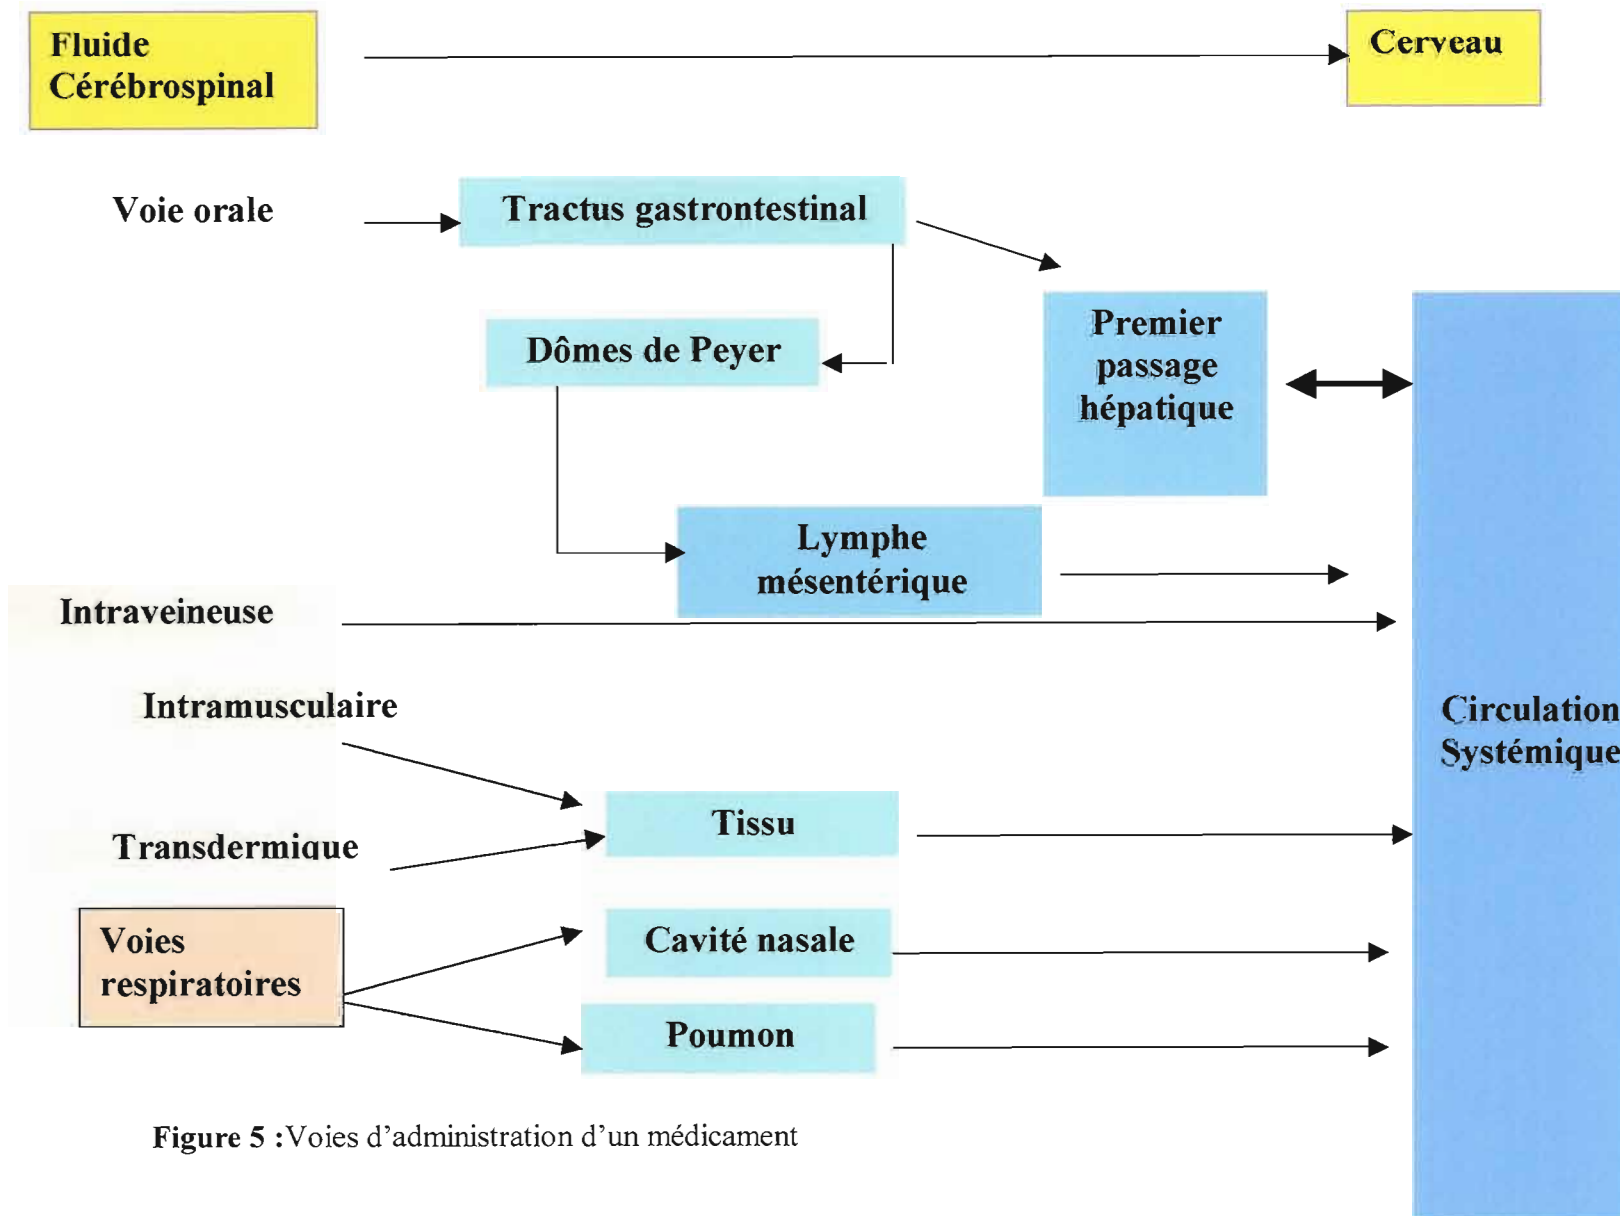 Fluide
Cérébrospinal
Cerveau
Voie orale
Tractus gastrontestinal
Dômes de Peyer
Premier
passage
hépatique
Lymphe
mésentérique
Intraveineuse
Intramusculaire
Circulation
Systémique
Tissu
Transdermique
Voies
respiratoires
Cavité nasale
Poumon
Figure 5 :Voies d'administration d'un médicament